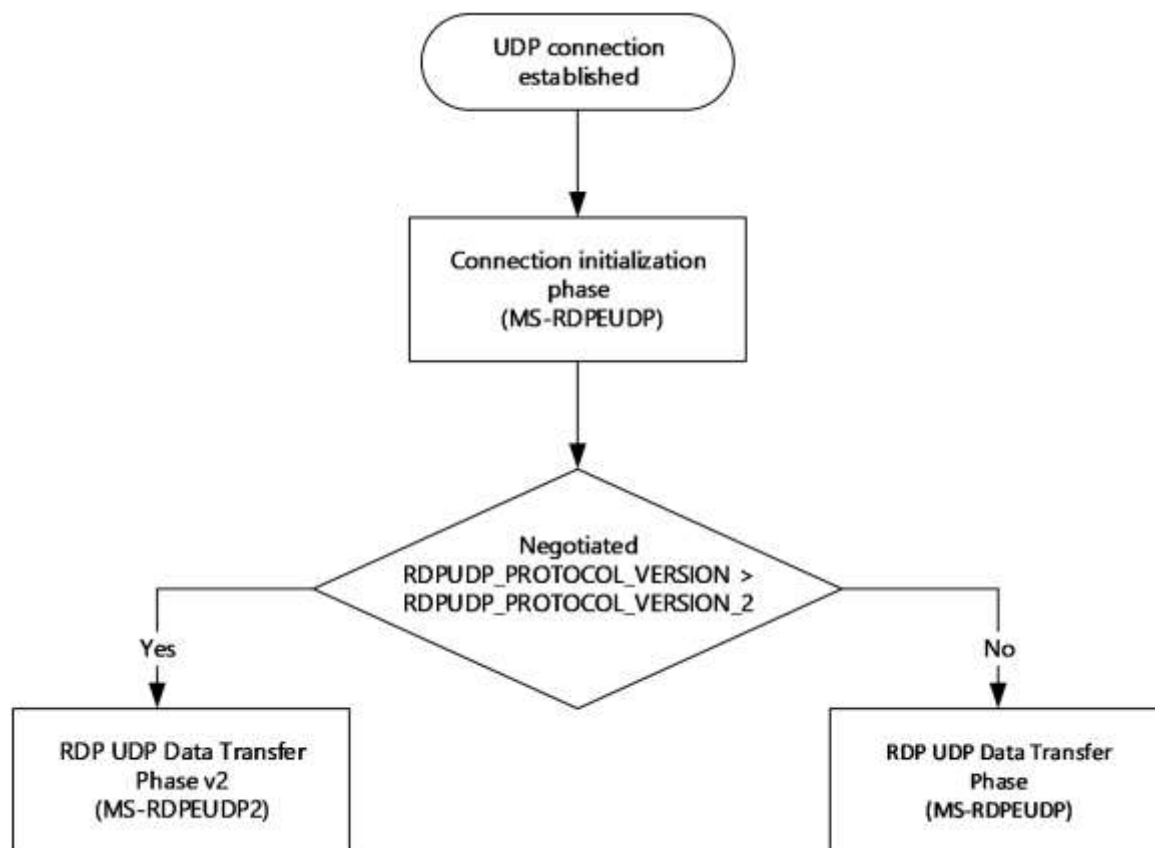 UDP connection
established
Connection initialization
phase
(MS-RDPEUDP)
Negotiated
RDPUDP_PROTOCOL_VERSION >
RDPUDP_PROTOCOL_VERSION_2
Yes
No
RDP UDP Data Transfer
Phase v2
(MS-RDPEUDP2)
RDP UDP Data Transfer
Phase
(MS-RDPEUDP)